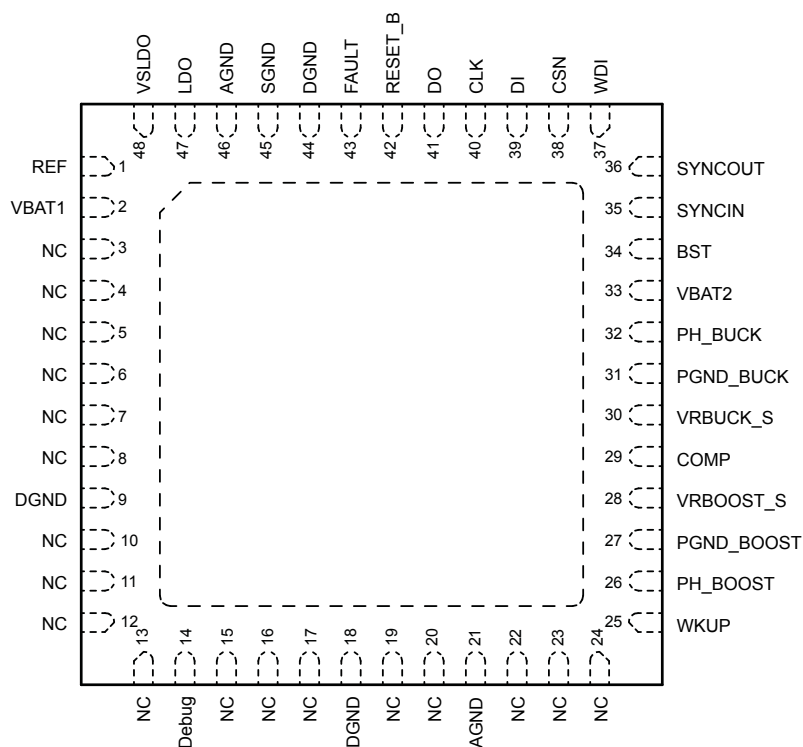 VSLDO LDO AGND SGND DGND FAULT RESET_B DO CLK DI CSN WDI
48 47 46 45 44 43 42 41 40 39 38 37
REF 1 36 SYNCOUT
VBAT1 2 35 SYNCIN
NC 3 34 BST
NC 4 33 VBAT2
NC 5 32 PH_BUCK
NC 6 31 PGND_BUCK
NC 7 30 VRBUCK_S
NC 8 29 COMP
DGND 9 28 VRBOOST_S
NC 10 27 PGND_BOOST
NC 11 26 PH_BOOST
NC 12 25 WKUP
13 14 15 16 17 18 19 20 21 22 23 24
NC Debug NC NC NC DGND NC NC AGND NC NC NC